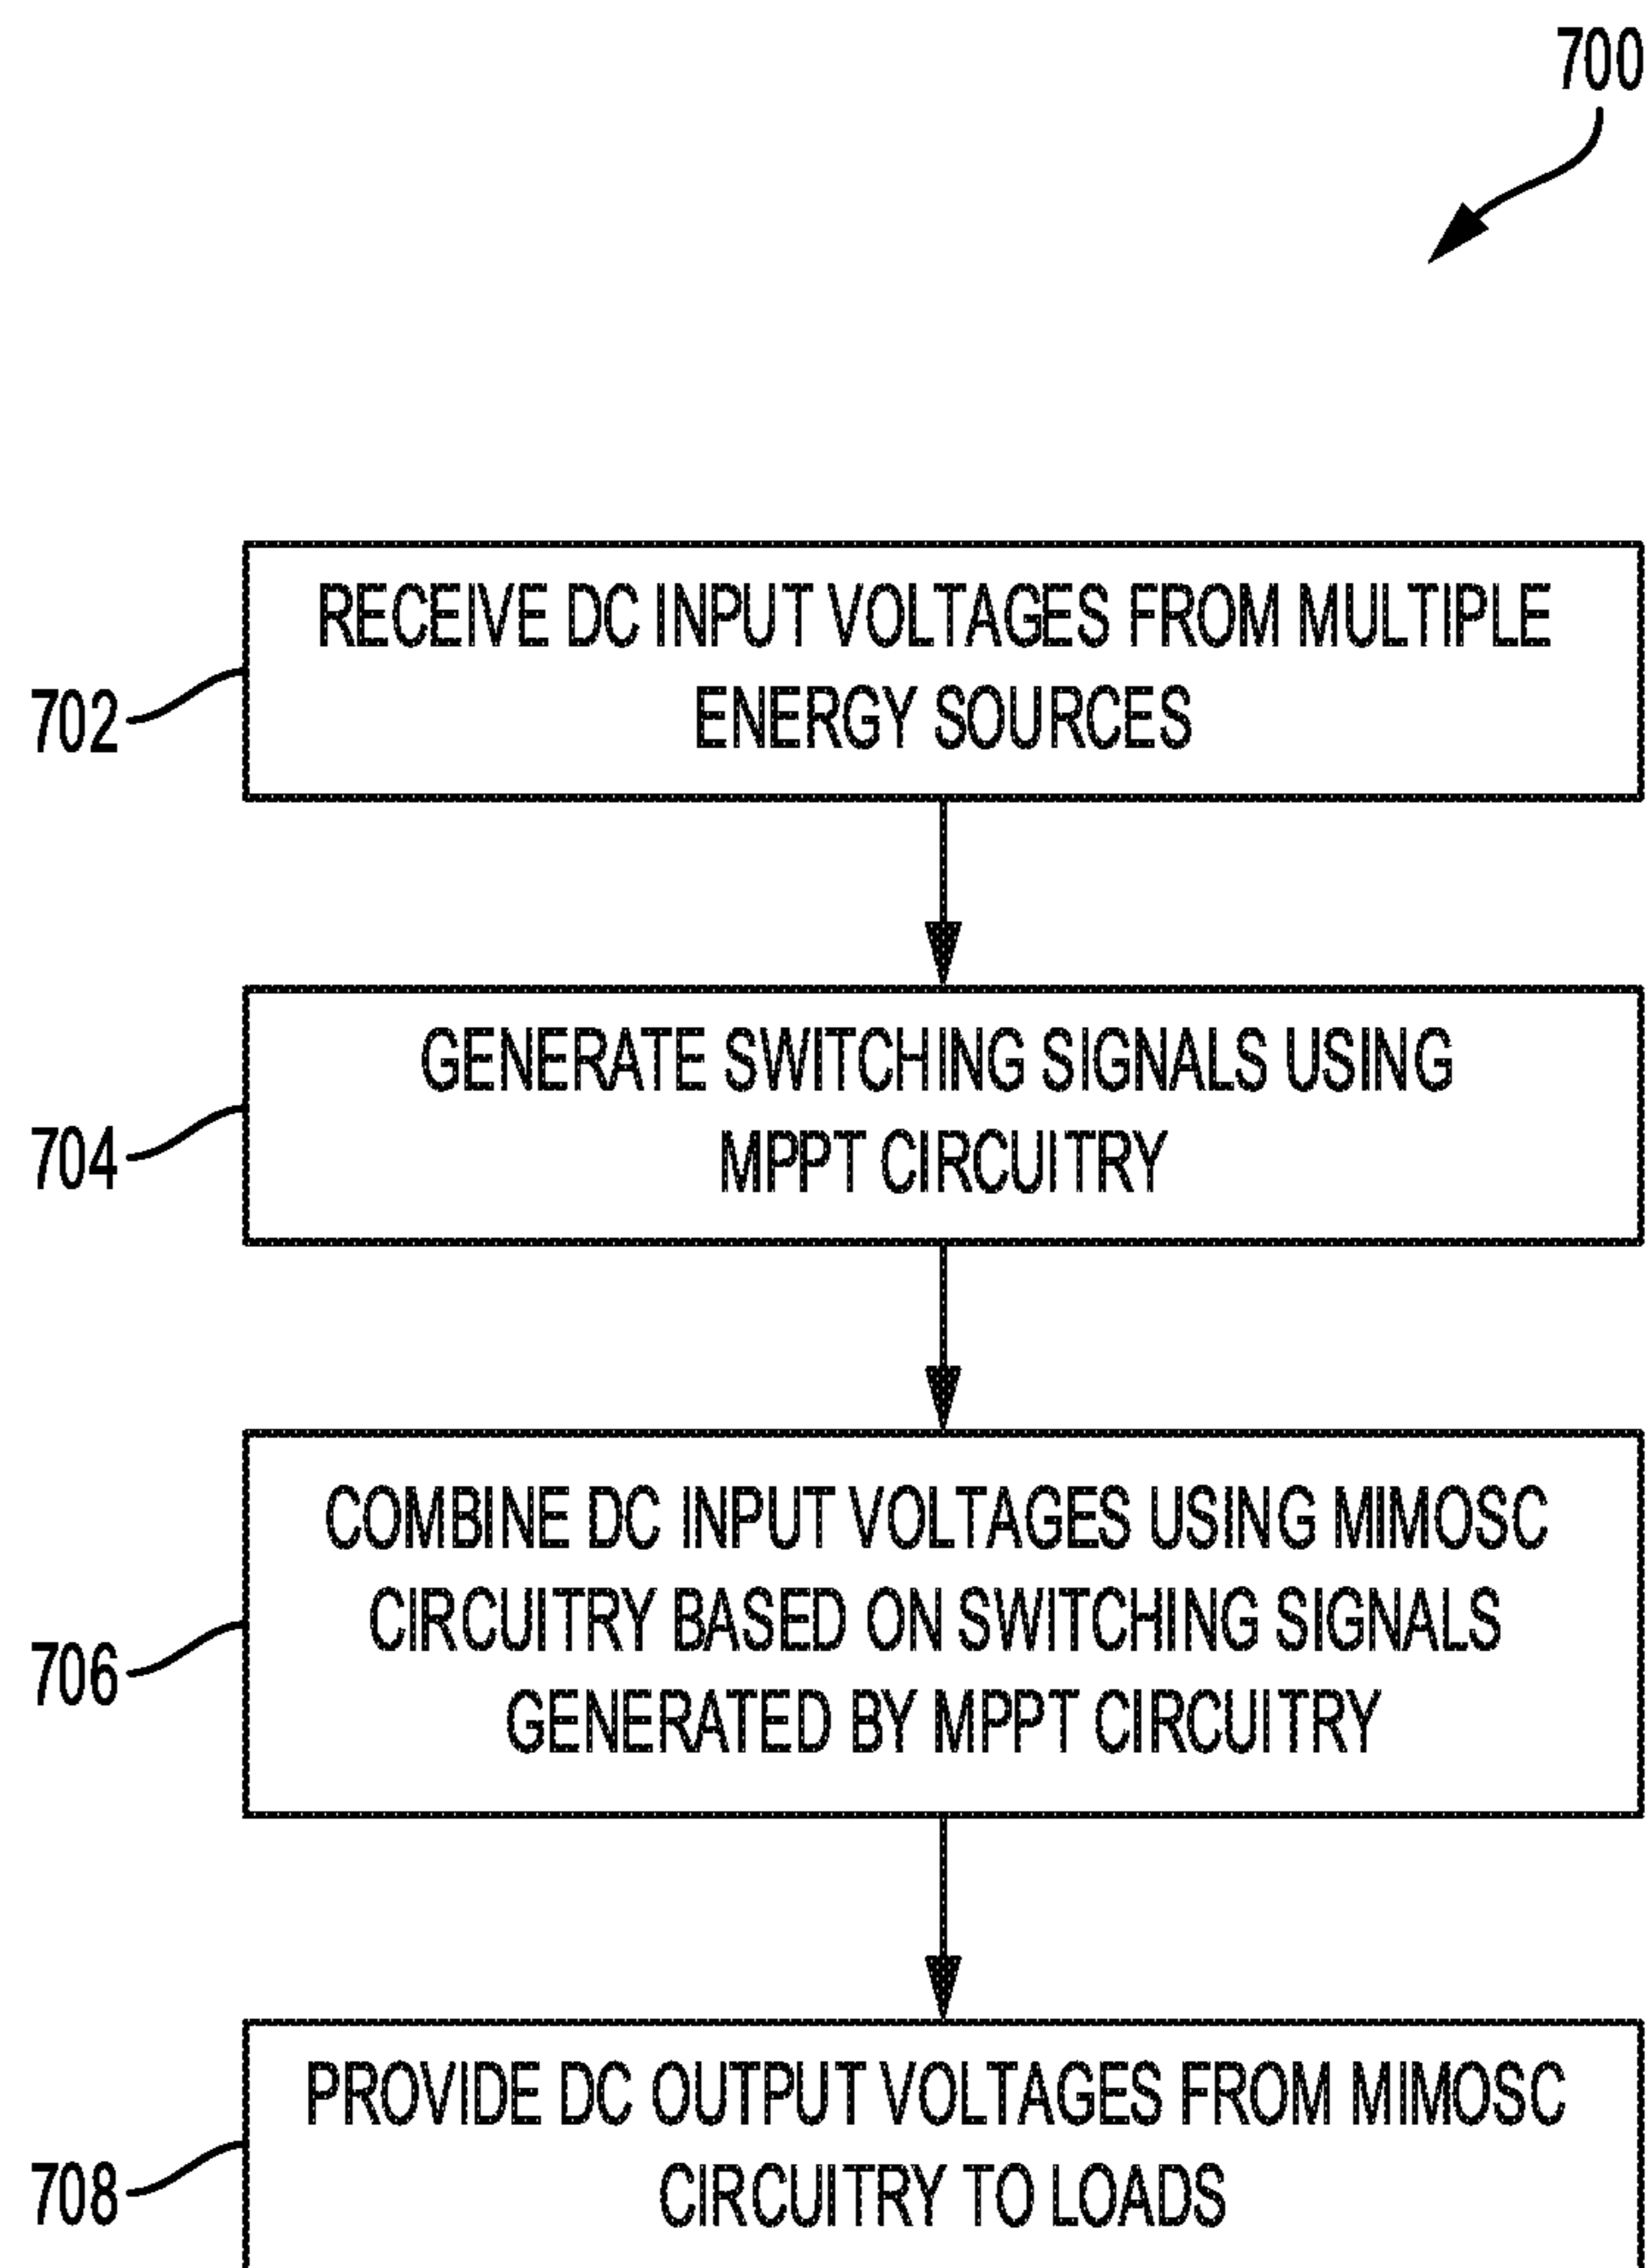 700
702
RECEIVE DC INPUT VOLTAGES FROM MULTIPLE
ENERGY SOURCES
704
GENERATE SWITCHING SIGNALS USING
MPPT CIRCUITRY
706
COMBINE DC INPUT VOLTAGES USING MIMOSC
CIRCUITRY BASED ON SWITCHING SIGNALS
GENERATED BY MPPT CIRCUITRY
708
PROVIDE DC OUTPUT VOLTAGES FROM MIMOSC
CIRCUITRY TO LOADS